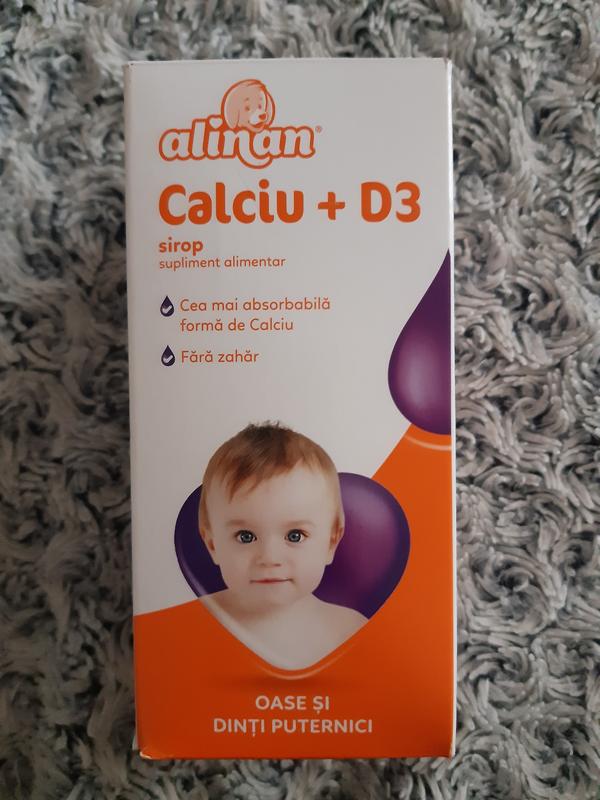 alinan®
Calciu + D3
sirop
supliment alimentar
Cea mai absorbabilă
formă de Calciu
Fără zahăr
OASE ȘI
DINȚI PUTERNICI